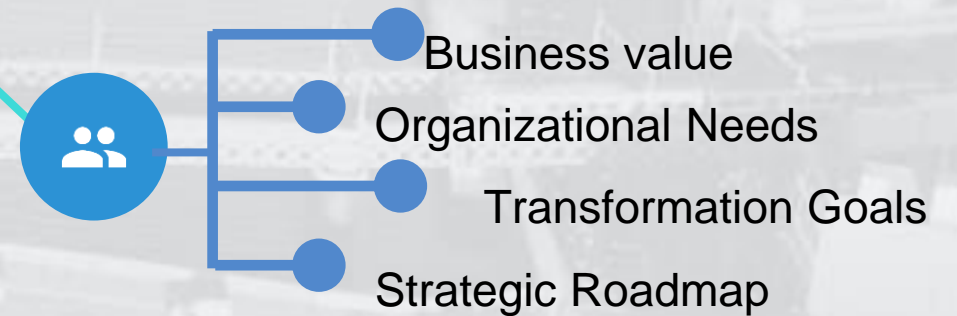 Business value
Organizational Needs
Transformation Goals
Strategic Roadmap